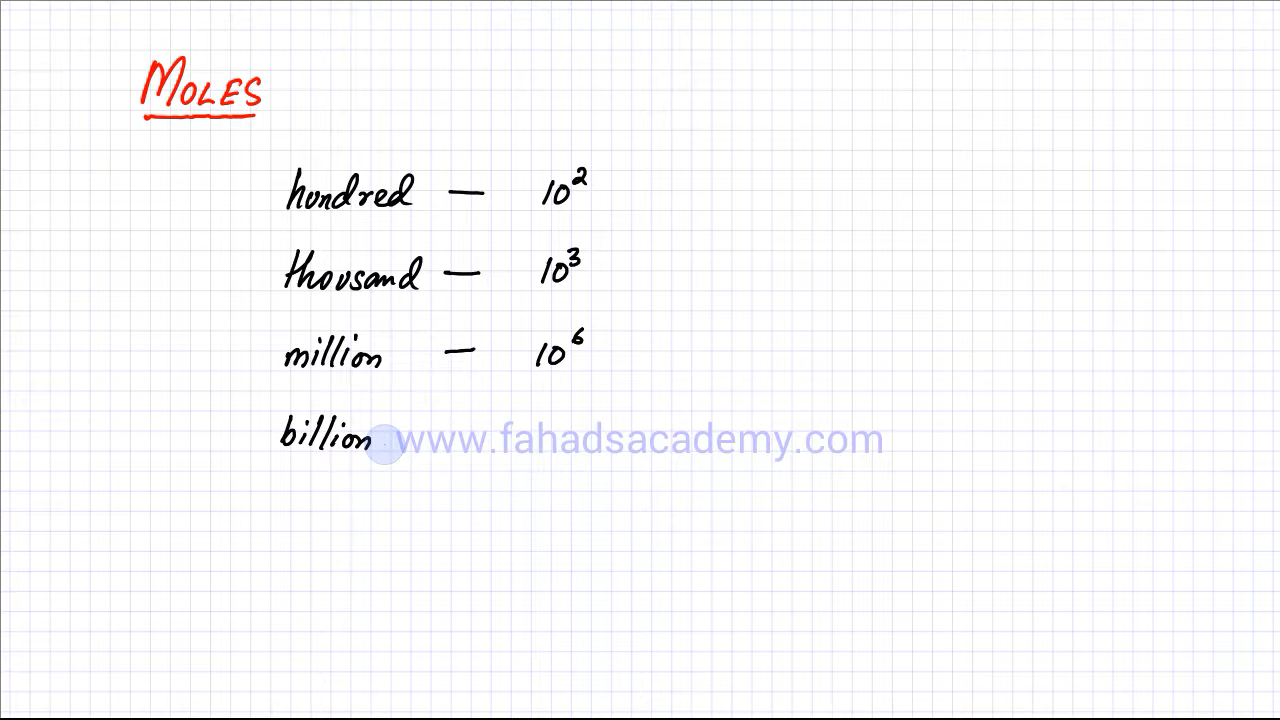 MOLES
hundred — 10²
thousand — 10³
million — 10⁶
billion www.fahadsacademy.com